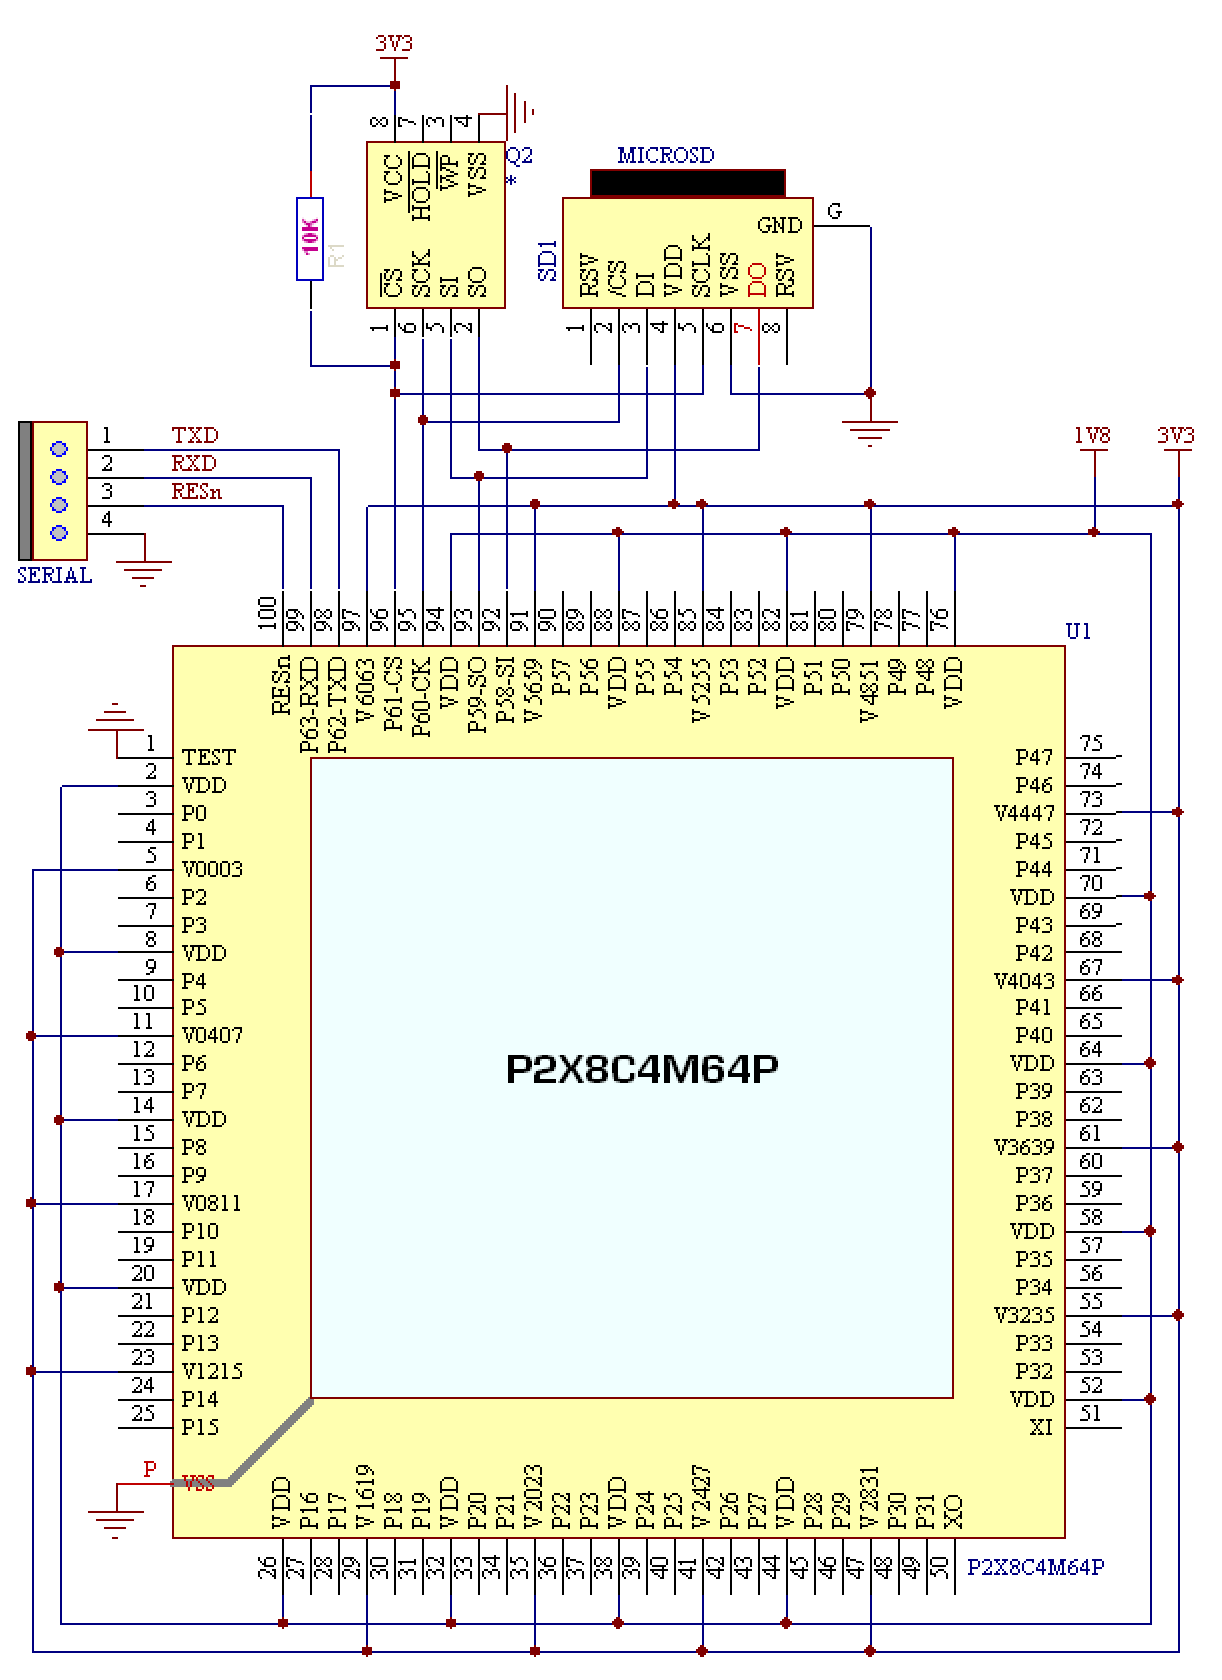 3V3
8 7 3 4
VCC HOLD WP VSS
Q2
*
10K
R1
CS SCK SI SO
1 6 5 2
MICROSD
SD1
GND
G
RSV /CS DI VDD SCLK VSS DO RSV
1 2 3 4 5 6 7 8
1 TXD
2 RXD
3 RESn
4
SERIAL
1V8
3V3
100 99 98 97 96 95 94 93 92 91 90 89 88 87 86 85 84 83 82 81 80 79 78 77 76
U1
RESn P63-RXD P62-TXD V6063 P61-CS P60-CK VDD P59-SO P58-SI V5659 P57 P56 VDD P55 P54 V5255 P53 P52 VDD P51 P50 V4851 P49 P48 VDD
1 TEST
2 VDD
3 P0
4 P1
5 V0003
6 P2
7 P3
8 VDD
9 P4
10 P5
11 V0407
12 P6
13 P7
14 VDD
15 P8
16 P9
17 V0811
18 P10
19 P11
20 VDD
21 P12
22 P13
23 V1215
24 P14
25 P15
P VSS
P2X8C4M64P
P47 75
P46 74
V4447 73
P45 72
P44 71
VDD 70
P43 69
P42 68
V4043 67
P41 66
P40 65
VDD 64
P39 63
P38 62
V3639 61
P37 60
P36 59
VDD 58
P35 57
P34 56
V3235 55
P33 54
P32 53
VDD 52
XI 51
VDD P16 P17 V1619 P18 P19 VDD P20 P21 V2023 P22 P23 VDD P24 P25 V2427 P26 P27 VDD P28 P29 V2831 P30 P31 XO
26 27 28 29 30 31 32 33 34 35 36 37 38 39 40 41 42 43 44 45 46 47 48 49 50
P2X8C4M64P